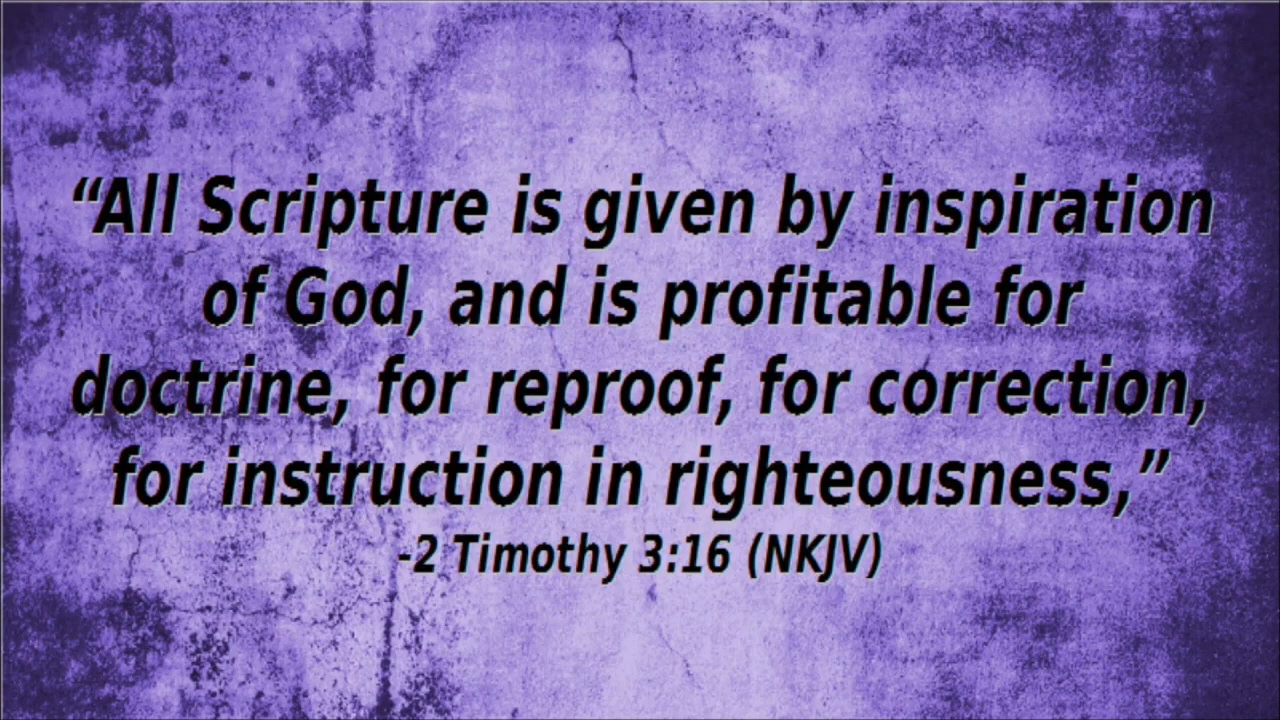 “All Scripture is given by inspiration
of God, and is profitable for
doctrine, for reproof, for correction,
for instruction in righteousness,”
-2 Timothy 3:16 (NKJV)